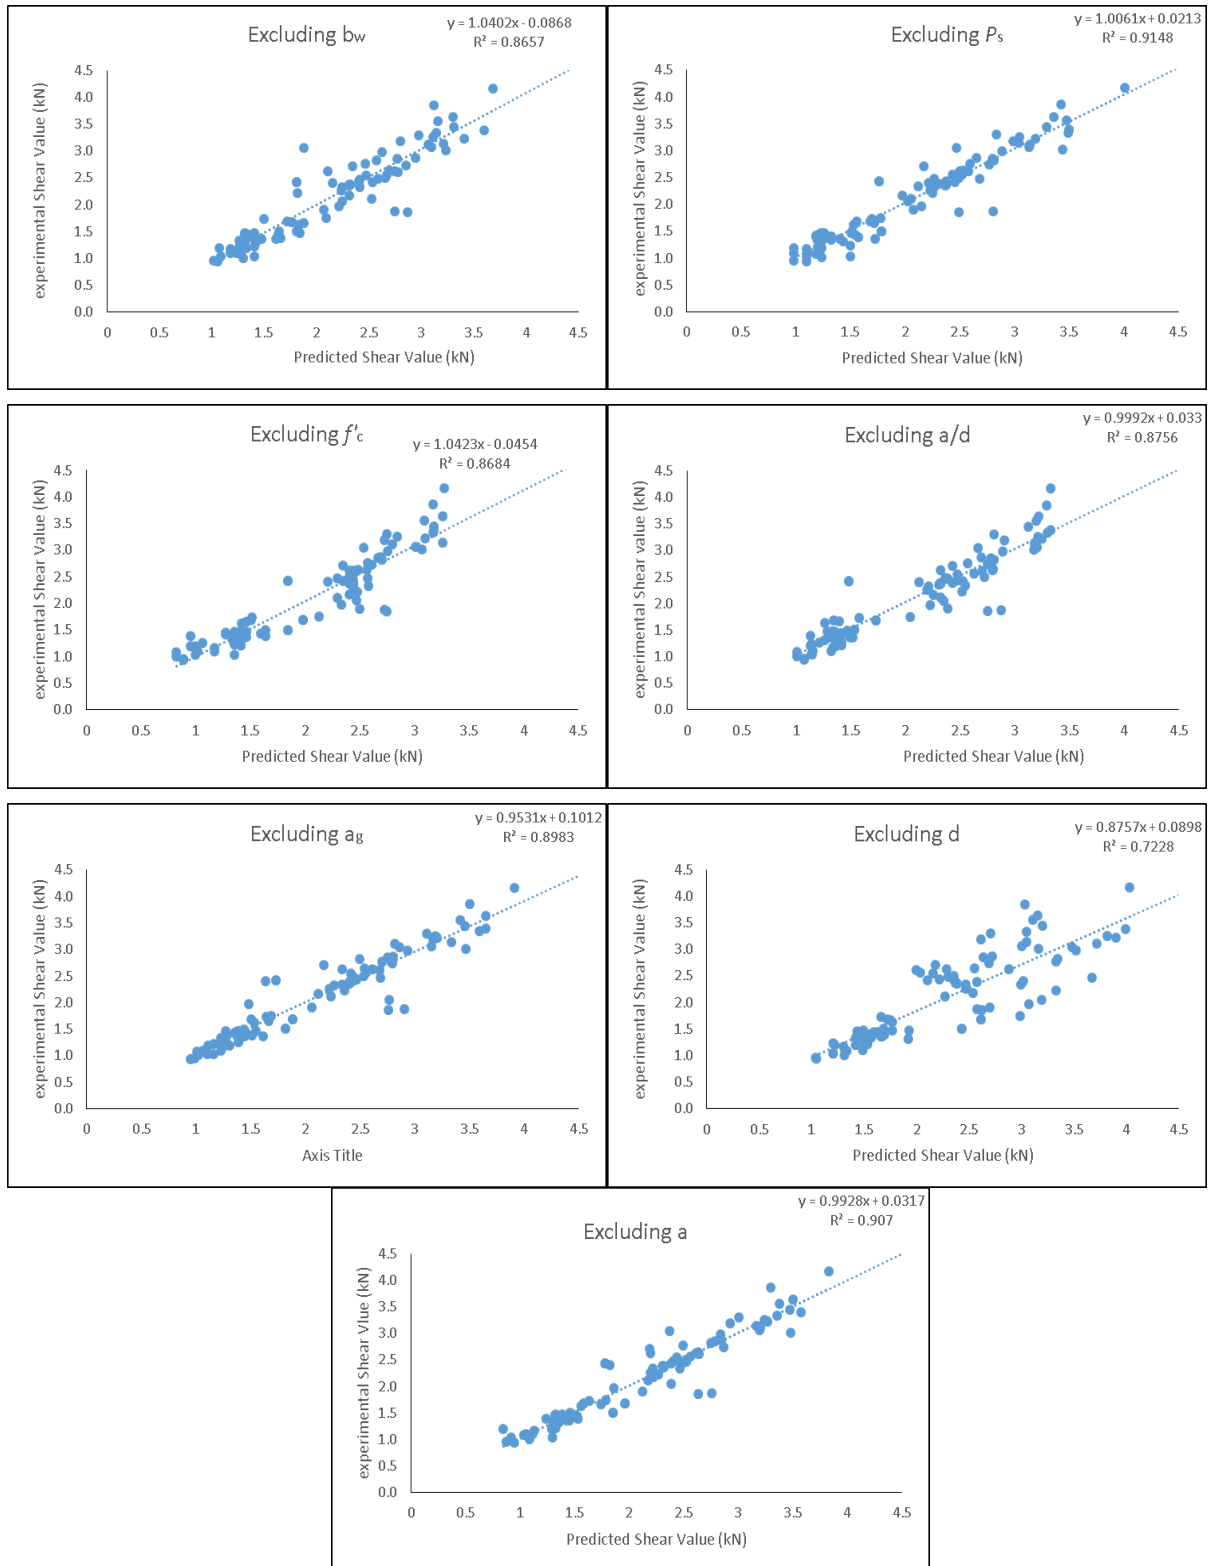 Excluding bw
y = 1.0402x - 0.0868
R² = 0.8657
experimental Shear Value (kN)
4.5
4.0
3.5
3.0
2.5
2.0
1.5
1.0
0.5
0.0
0 0.5 1 1.5 2 2.5 3 3.5 4 4.5
Predicted Shear Value (kN)
Excluding Ps
y = 1.0061x + 0.0213
R² = 0.9148
experimental Shear Value (kN)
4.5
4.0
3.5
3.0
2.5
2.0
1.5
1.0
0.5
0.0
0 0.5 1 1.5 2 2.5 3 3.5 4 4.5
Predicted Shear Value (kN)
Excluding f'c
y = 1.0423x - 0.0454
R² = 0.8684
experimental Shear value (kN)
4.5
4.0
3.5
3.0
2.5
2.0
1.5
1.0
0.5
0.0
0 0.5 1 1.5 2 2.5 3 3.5 4 4.5
Predicted Shear Value (kN)
Excluding a/d
y = 0.9992x + 0.033
R² = 0.8756
experimental Shear Value (kN)
4.5
4.0
3.5
3.0
2.5
2.0
1.5
1.0
0.5
0.0
0 0.5 1 1.5 2 2.5 3 3.5 4 4.5
Predicted Shear Value (kN)
Excluding ag
y = 0.9531x + 0.1012
R² = 0.8983
experimental Shear Value (kN)
4.5
4.0
3.5
3.0
2.5
2.0
1.5
1.0
0.5
0.0
0 0.5 1 1.5 2 2.5 3 3.5 4 4.5
Axis Title
Excluding d
y = 0.8757x + 0.0898
R² = 0.7228
experimental Shear Value (kN)
4.5
4.0
3.5
3.0
2.5
2.0
1.5
1.0
0.5
0.0
0 0.5 1 1.5 2 2.5 3 3.5 4 4.5
Predicted Shear Value (kN)
Excluding a
y = 0.9928x + 0.0317
R² = 0.907
experimental Shear Vlue (kN)
4.5
4.0
3.5
3.0
2.5
2.0
1.5
1.0
0.5
0.0
0 0.5 1 1.5 2 2.5 3 3.5 4 4.5
Predicted Shear Value (kN)